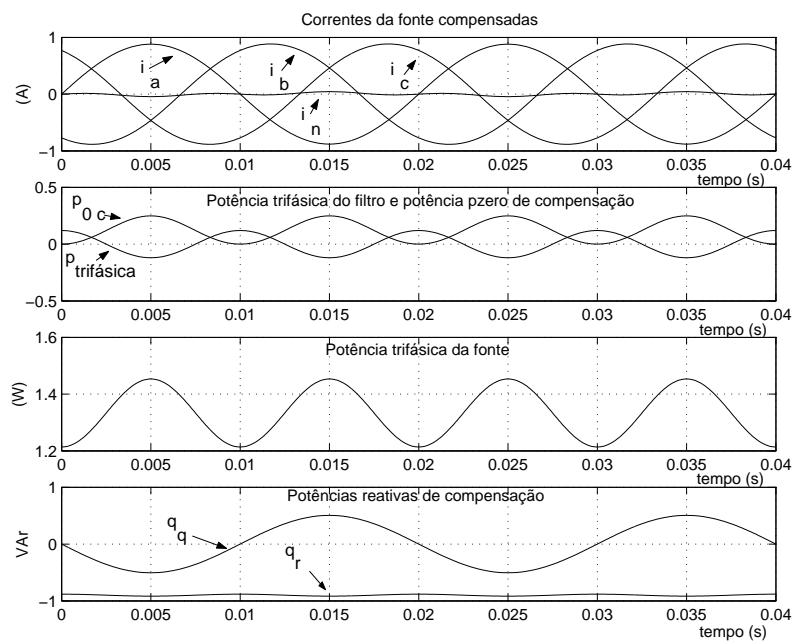 Correntes da fonte compensadas
1
0
−1
(A)
i a
i b
i c
i n
0 0.005 0.01 0.015 0.02 0.025 0.03 0.035 0.04
tempo (s)
Potência trifásica do filtro e potência pzero de compensação
0.5
0
−0.5
p 0 c
p trifásica
0 0.005 0.01 0.015 0.02 0.025 0.03 0.035 0.04
tempo (s)
Potência trifásica da fonte
1.6
1.4
1.2
(W)
0 0.005 0.01 0.015 0.02 0.025 0.03 0.035 0.04
tempo (s)
Potências reativas de compensação
1
0
−1
VAr
q q
q r
0 0.005 0.01 0.015 0.02 0.025 0.03 0.035 0.04
tempo (s)